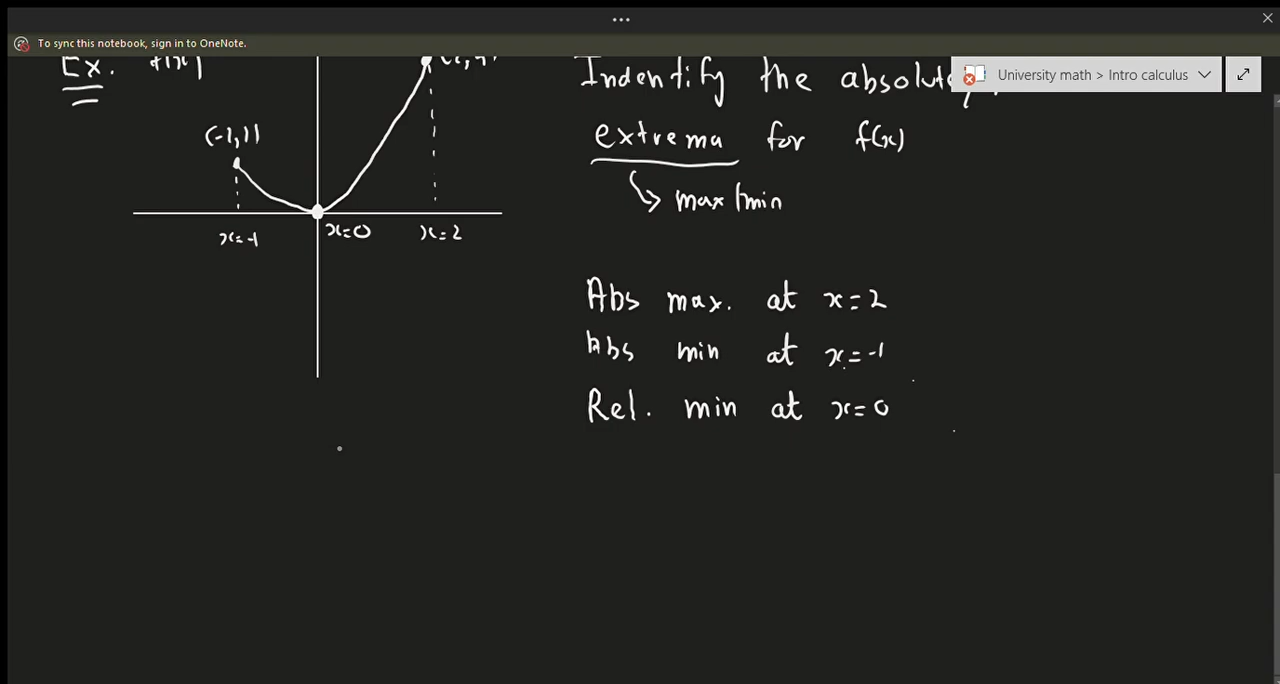 To sync this notebook, sign in to OneNote.
Ex. f(x)
Indentify the
University math > Intro calculus
(-1,1)
extrema for f(x)
max/min
x=-1
x=0
x=2
Abs max. at x=2
Abs min at x=-1
Rel. min at x=0